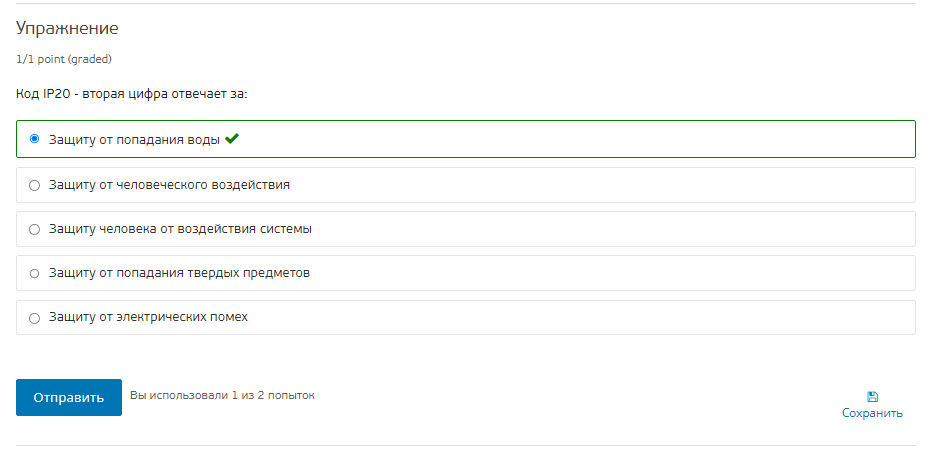 Упражнение
1/1 point (graded)
Код IP20 - вторая цифра отвечает за:
Защиту от попадания воды
Защиту от человеческого воздействия
Защиту человека от воздействия системы
Защиту от попадания твердых предметов
Защиту от электрических помех
Отправить
Вы использовали 1 из 2 попыток
Сохранить